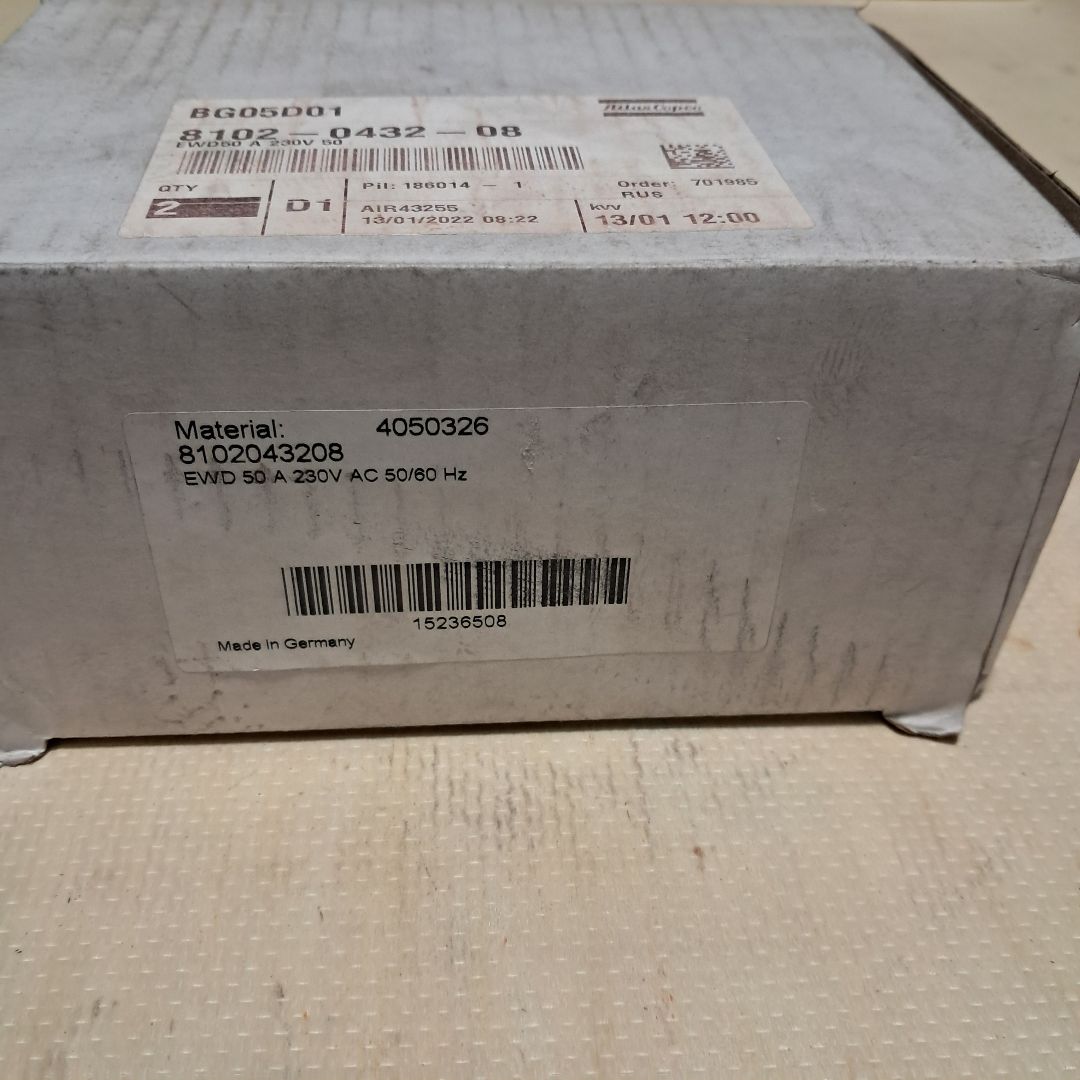 BG05D01
Atlas Copco
8102-0432-08
EWD50 A 230V 50
QTY
2
D1
Pil: 186014 - 1
Order: 701985
RUS
AIR43255
13/01/2022 08:22
kvv
13/01 12:00
Material: 4050326
8102043208
EWD 50 A 230V AC 50/60 Hz
15236508
Made in Germany